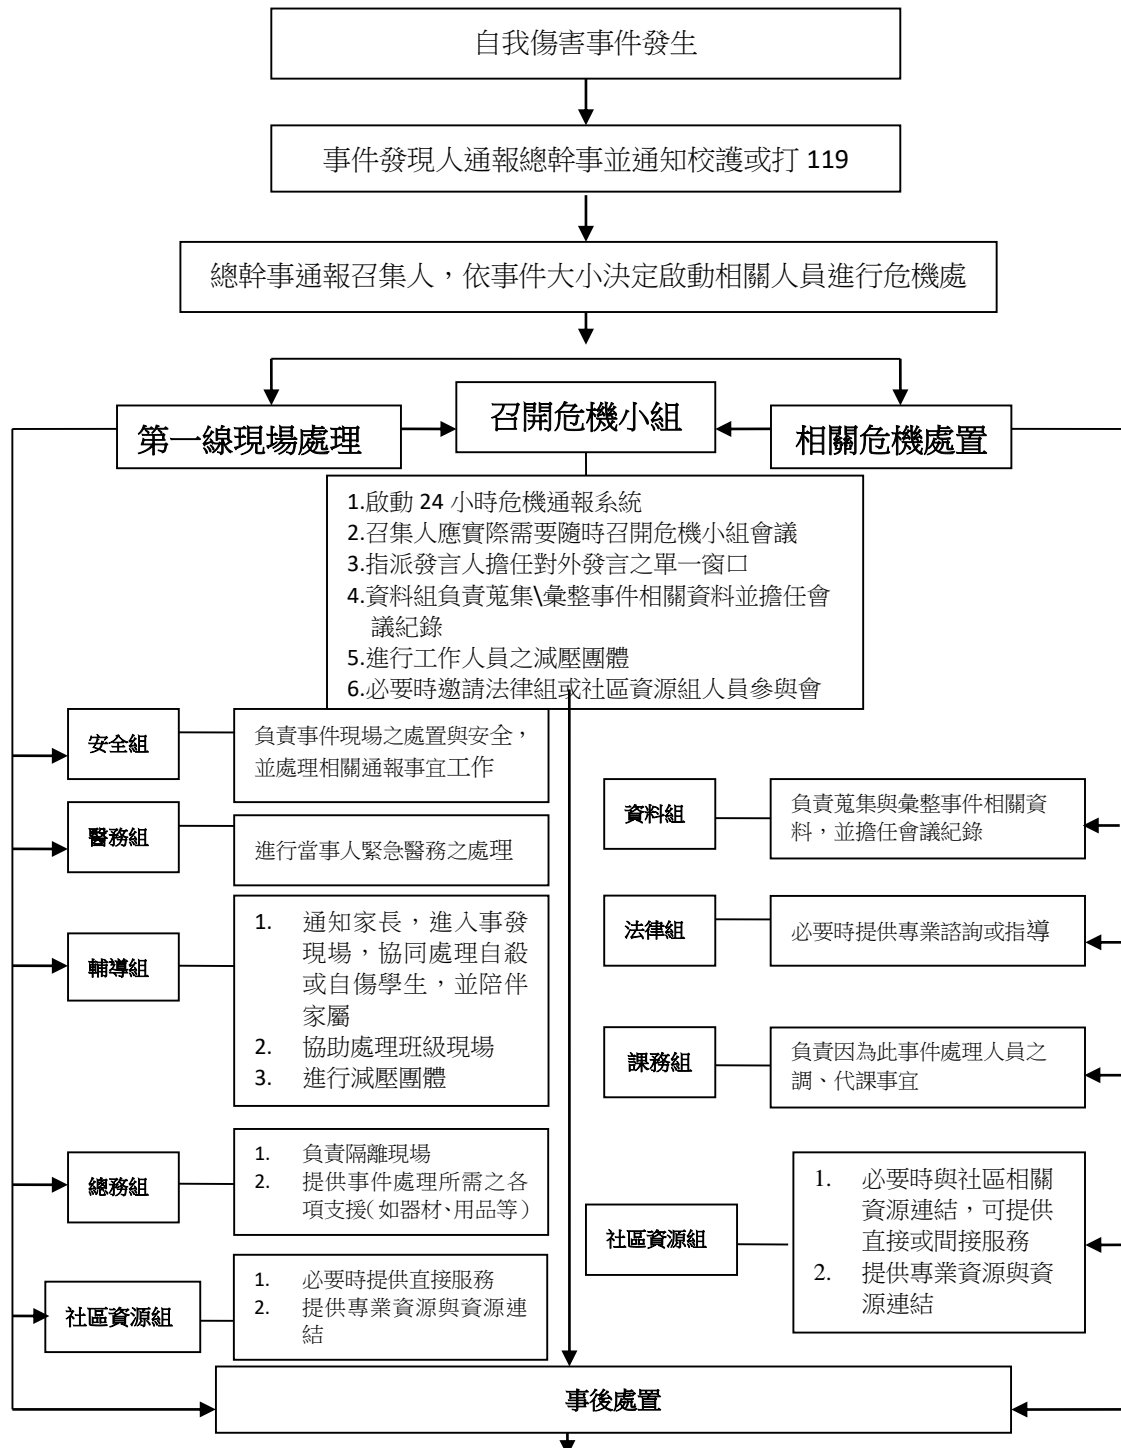 自我傷害事件發生
事件發現人通報總幹事並通知校護或打 119
總幹事通報召集人，依事件大小決定啟動相關人員進行危機處
第一線現場處理
召開危機小組
相關危機處置
1.啟動 24 小時危機通報系統
2.召集人應實際需要隨時召開危機小組會議
3.指派發言人擔任對外發言之單一窗口
4.資料組負責蒐集\彙整事件相關資料並擔任會
議紀錄
5.進行工作人員之減壓團體
6.必要時邀請法律組或社區資源組人員參與會
安全組
負責事件現場之處置與安全，
並處理相關通報事宜工作
醫務組
進行當事人緊急醫務之處理
輔導組
1. 通知家長，進入事發
現場，協同處理自殺
或自傷學生，並陪伴
家屬
2. 協助處理班級現場
3. 進行減壓團體
總務組
1. 負責隔離現場
2. 提供事件處理所需之各
項支援（如器材、用品等）
社區資源組
1. 必要時提供直接服務
2. 提供專業資源與資源連
結
資料組
負責蒐集與彙整事件相關資
料，並擔任會議紀錄
法律組
必要時提供專業諮詢或指導
課務組
負責因為此事件處理人員之
調、代課事宜
社區資源組
1. 必要時與社區相關
資源連結，可提供
直接或間接服務
2. 提供專業資源與資
源連結
事後處置